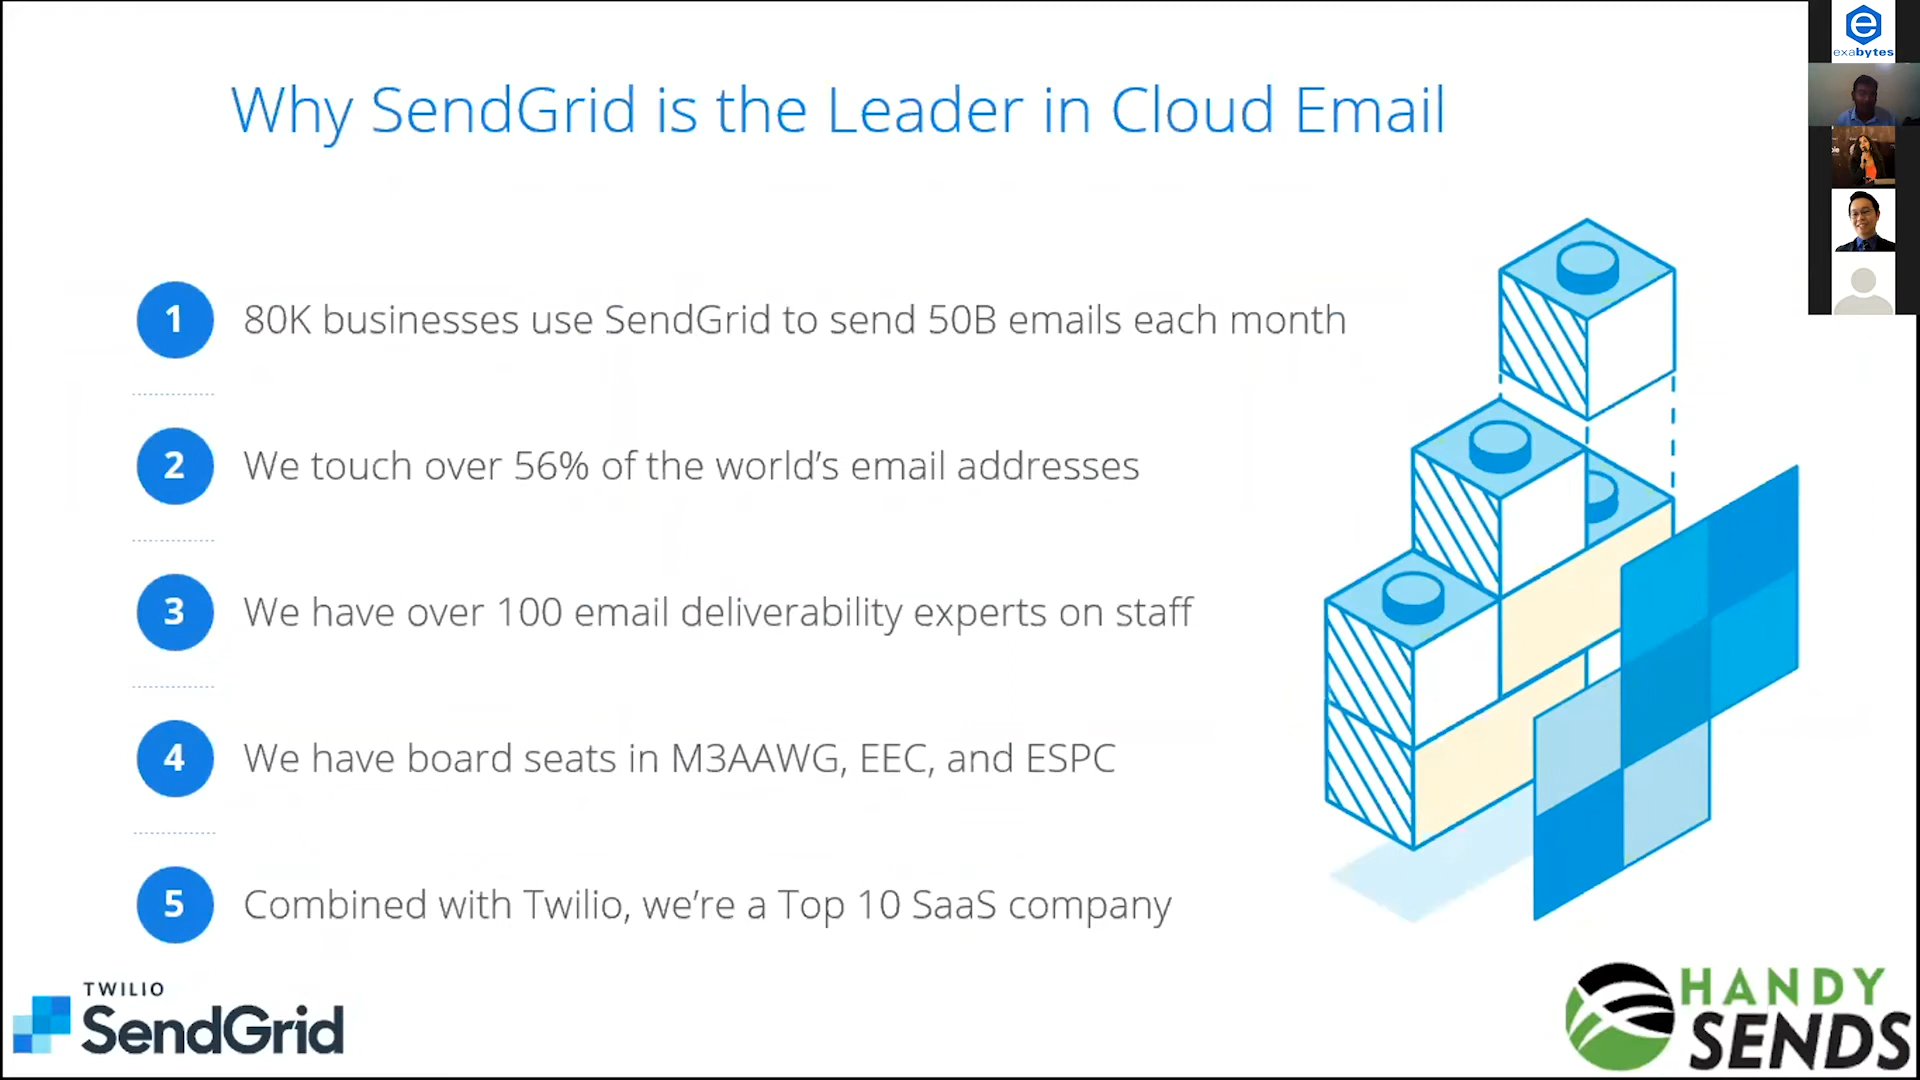 Why SendGrid is the Leader in Cloud Email
e
exabytes
1
80K businesses use SendGrid to send 50B emails each month
2
We touch over 56% of the world’s email addresses
3
We have over 100 email deliverability experts on staff
4
We have board seats in M3AAWG, EEC, and ESPC
5
Combined with Twilio, we’re a Top 10 SaaS company
TWILIO
SendGrid
HANDY
SENDS